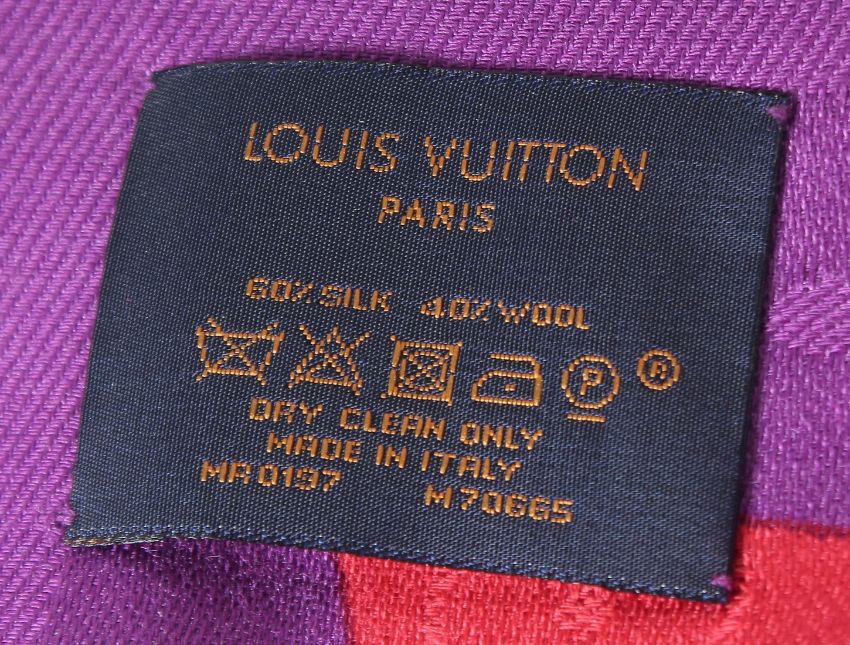 LOUIS VUITTON
PARIS
60% SILK 40% WOOL
P ®
DRY CLEAN ONLY
MADE IN ITALY
MR0197 M70665